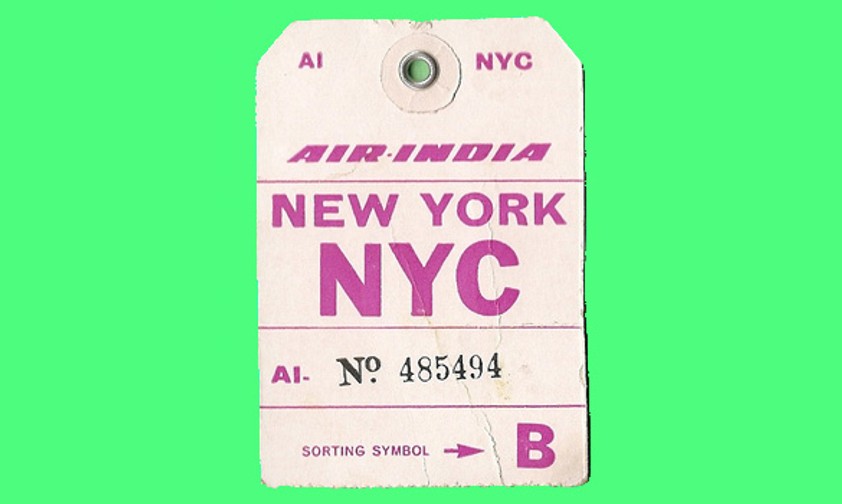 AI NYC
AIR-INDIA
NEW YORK
NYC
AI- Nº 485494
SORTING SYMBOL → B